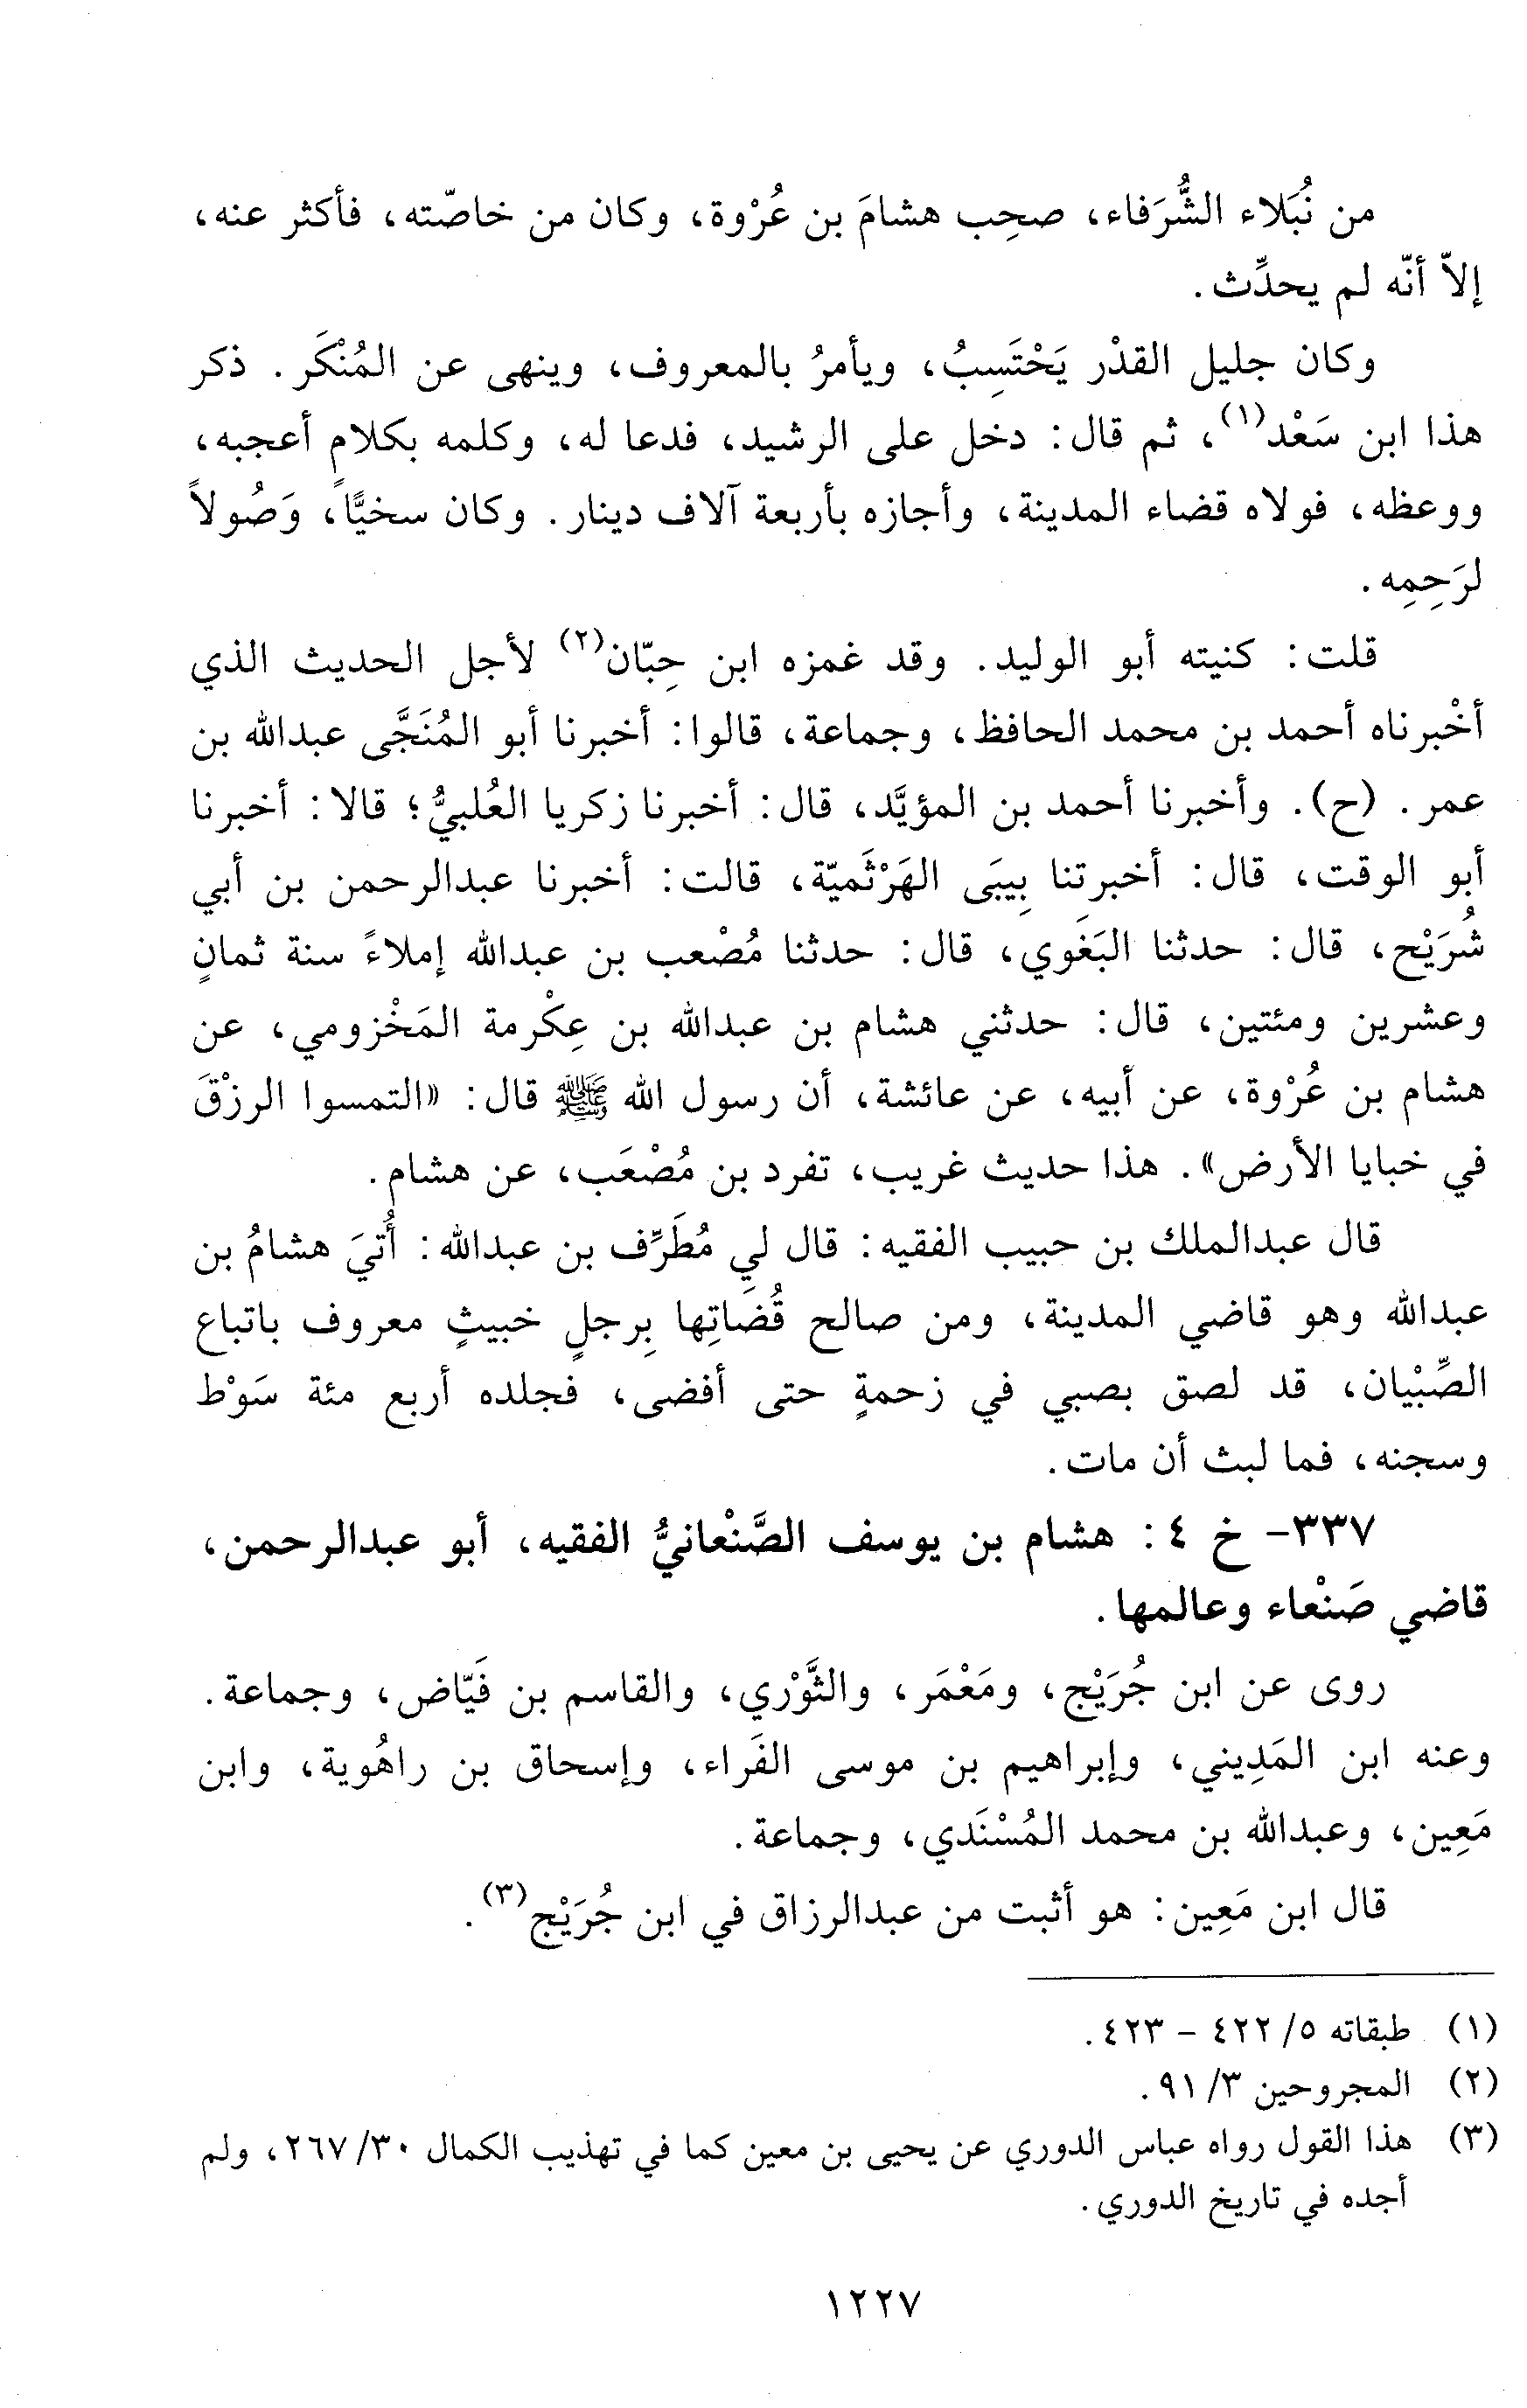 من نُبَلاء الشُّرَفاء، صحِب هشامَ بن عُرْوة، وكان من خاصّته، فأكثر عنه،
إلاّ أنّه لم يحدِّث.
وكان جليل القدْر يَحْتَسِبُ، ويأمرُ بالمعروف، وينهى عن المُنْكَر. ذكر
هذا ابن سَعْد(١)، ثم قال: دخل على الرشيد، فدعا له، وكلمه بكلامٍ أعجبه،
ووعظه، فولاه قضاء المدينة، وأجازه بأربعة آلاف دينار. وكان سخيًّا، وَصُولاً
لرَحِمِه.
قلت: كنيته أبو الوليد. وقد غمزه ابن حِبّان(٢) لأجل الحديث الذي
أخْبرناه أحمد بن محمد الحافظ، وجماعة، قالوا: أخبرنا أبو المُنَجَّى عبدالله بن
عمر. (ح). وأخبرنا أحمد بن المؤيَّد، قال: أخبرنا زكريا العُلبيُّ؛ قالا: أخبرنا
أبو الوقت، قال: أخبرتنا بِيبَى الهَرْثَميّة، قالت: أخبرنا عبدالرحمن بن أبي
شُرَيْح، قال: حدثنا البَغَوي، قال: حدثنا مُصْعب بن عبدالله إملاءً سنة ثمانٍ
وعشرين ومئتين، قال: حدثني هشام بن عبدالله بن عِكْرمة المَخْزومي، عن
هشام بن عُرْوة، عن أبيه، عن عائشة، أن رسول الله ﷺ قال: «التمسوا الرزْقَ
في خبايا الأرض». هذا حديث غريب، تفرد بن مُصْعَب، عن هشام.
قال عبدالملك بن حبيب الفقيه: قال لي مُطَرِّف بن عبدالله: أُتيَ هشامُ بن
عبدالله وهو قاضي المدينة، ومن صالح قُضَاتِها بِرجلٍ خبيثٍ معروف باتباع
الصِّبْيان، قد لصق بصبي في زحمةٍ حتى أفضى، فجلده أربع مئة سَوْط
وسجنه، فما لبث أن مات.
٣٣٧- خ ٤: هشام بن يوسف الصَّنْعانيُّ الفقيه، أبو عبدالرحمن،
قاضي صَنْعاء وعالمها.
روى عن ابن جُرَيْج، ومَعْمَر، والثَّوْري، والقاسم بن فَيّاض، وجماعة.
وعنه ابن المَدِيني، وإبراهيم بن موسى الفَراء، وإسحاق بن راهُوية، وابن
مَعِين، وعبدالله بن محمد المُسْنَدي، وجماعة.
قال ابن مَعِين: هو أثبت من عبدالرزاق في ابن جُرَيْج(٣).
(١) طبقاته ٥/ ٤٢٢ - ٤٢٣.
(٢) المجروحين ٣/ ٩١.
(٣) هذا القول رواه عباس الدوري عن يحيى بن معين كما في تهذيب الكمال ٣٠/ ٢٦٧، ولم
أجده في تاريخ الدوري.
١٢٢٧